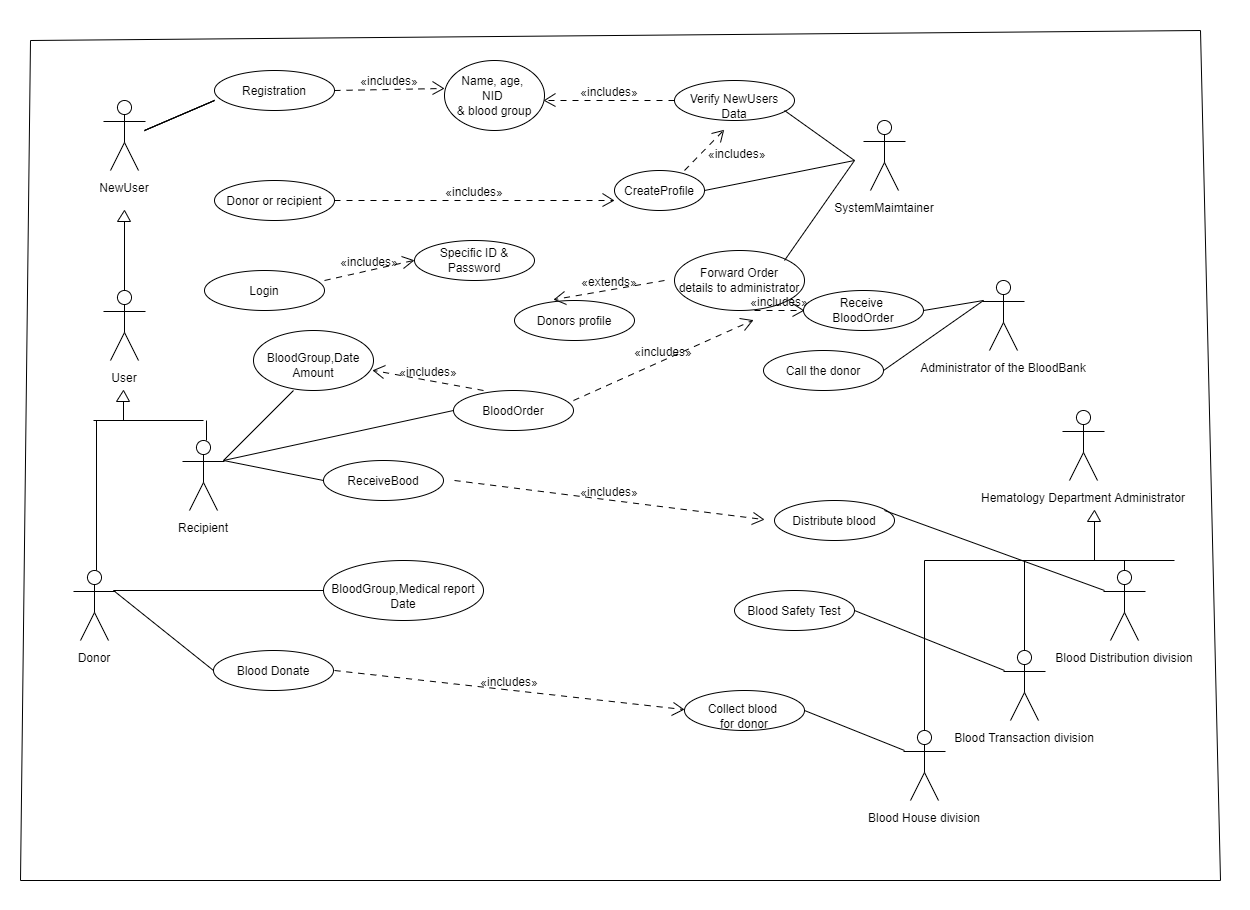 Registration
«includes»
Name, age,
NID
& blood group
«includes»
Verify NewUsers
Data
NewUser
«includes»
SystemMaimtainer
Donor or recipient
«includes»
CreateProfile
Login
«includes»
Specific ID &
Password
Forward Order
details to administrator
«extends»
Donors profile
«includes»
Receive
BloodOrder
Administrator of the BloodBank
Call the donor
User
BloodGroup,Date
Amount
«includes»
BloodOrder
«includes»
Recipient
ReceiveBood
«includes»
Distribute blood
Hematology Department Administrator
Donor
BloodGroup,Medical report
Date
Blood Safety Test
Blood Distribution division
Blood Donate
«includes»
Collect blood
for donor
Blood Transaction division
Blood House division